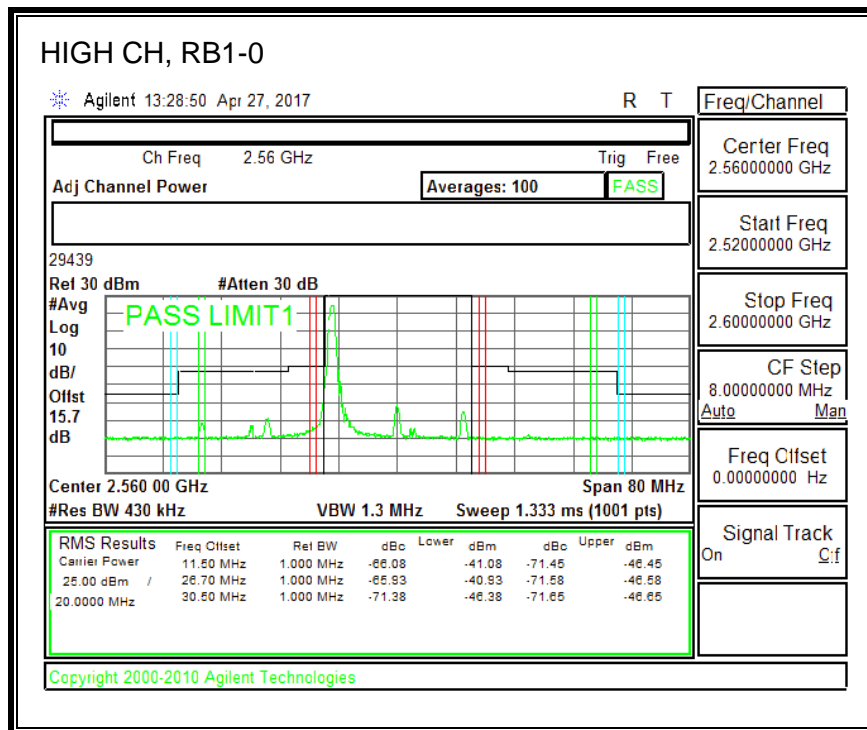 HIGH CH, RB1-0
Agilent 13:28:50 Apr 27, 2017 R T
Freq/Channel
Ch Freq 2.56 GHz Trig Free
Adj Channel Power Averages: 100 PASS
29439
Ref 30 dBm #Atten 30 dB
#Avg
Log
10
dB/
Offst
15.7
dB
PASS LIMIT1
Center 2.560 00 GHz Span 80 MHz
#Res BW 430 kHz VBW 1.3 MHz Sweep 1.333 ms (1001 pts)
RMS Results Freq Offset Ref BW dBc Lower dBm dBc Upper dBm
Carrier Power 11.50 MHz 1.000 MHz -66.08 -41.08 -71.45 -46.45
25.00 dBm / 26.70 MHz 1.000 MHz -65.93 -40.93 -71.58 -46.58
20.0000 MHz 30.50 MHz 1.000 MHz -71.38 -46.38 -71.65 -46.65
Center Freq
2.56000000 GHz
Start Freq
2.52000000 GHz
Stop Freq
2.60000000 GHz
CF Step
8.00000000 MHz
Auto Man
Freq Offset
0.00000000 Hz
Signal Track
On Off
Copyright 2000-2010 Agilent Technologies